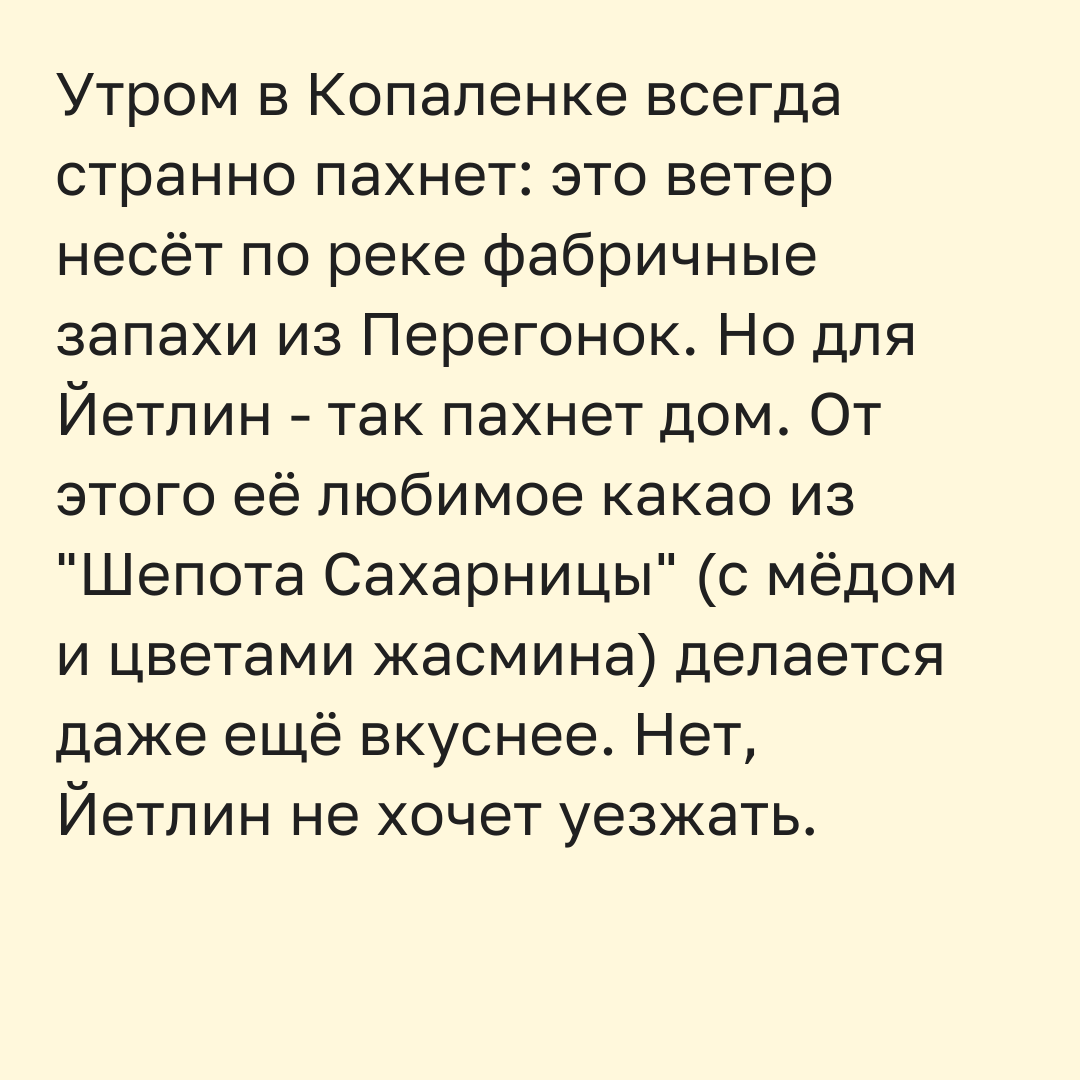 Утром в Копаленке всегда
странно пахнет: это ветер
несёт по реке фабричные
запахи из Перегонок. Но для
Йетлин - так пахнет дом. От
этого её любимое какао из
"Шепота Сахарницы" (с мёдом
и цветами жасмина) делается
даже ещё вкуснее. Нет,
Йетлин не хочет уезжать.